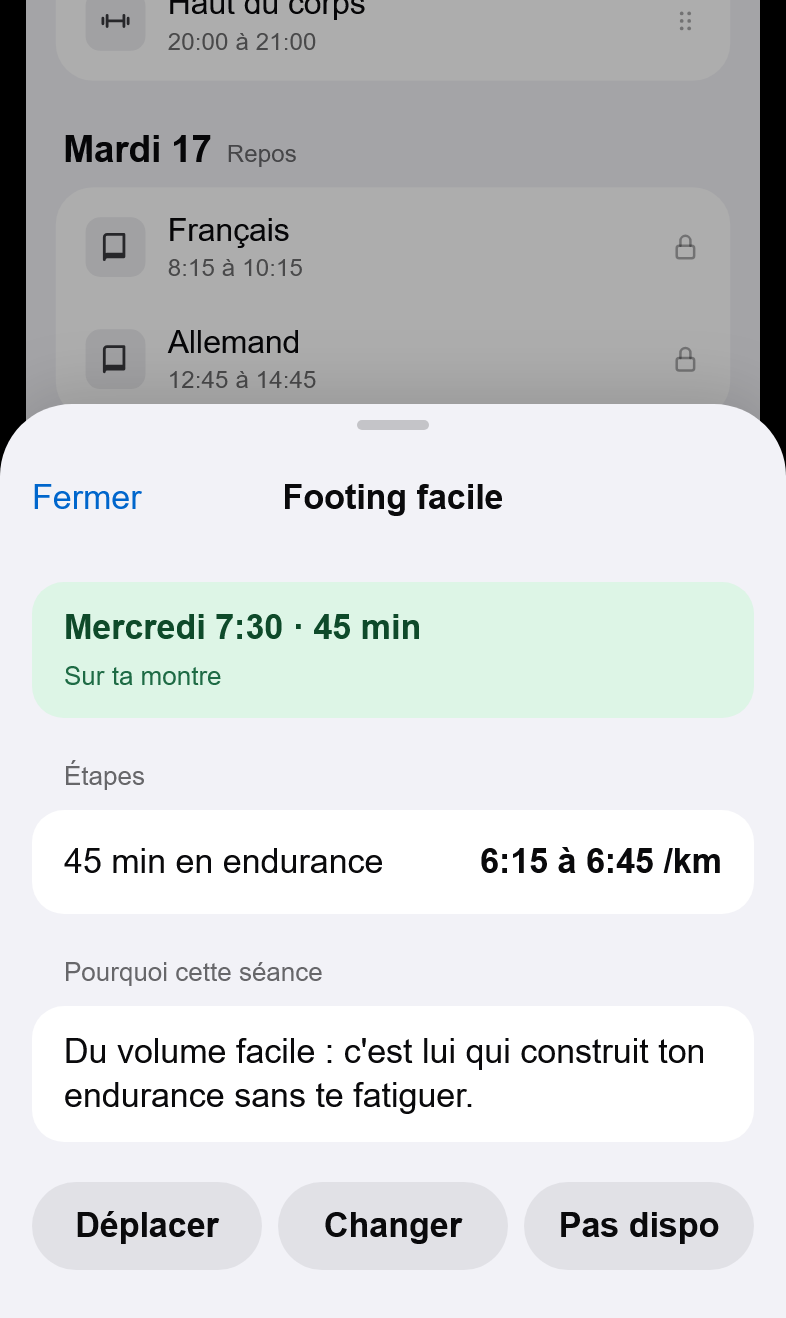 Haut du corps
20:00 à 21:00
Mardi 17 Repos
Français
8:15 à 10:15
Allemand
12:45 à 14:45
Fermer
Footing facile
Mercredi 7:30 · 45 min
Sur ta montre
Étapes
45 min en endurance
6:15 à 6:45 /km
Pourquoi cette séance
Du volume facile : c'est lui qui construit ton
endurance sans te fatiguer.
Déplacer
Changer
Pas dispo